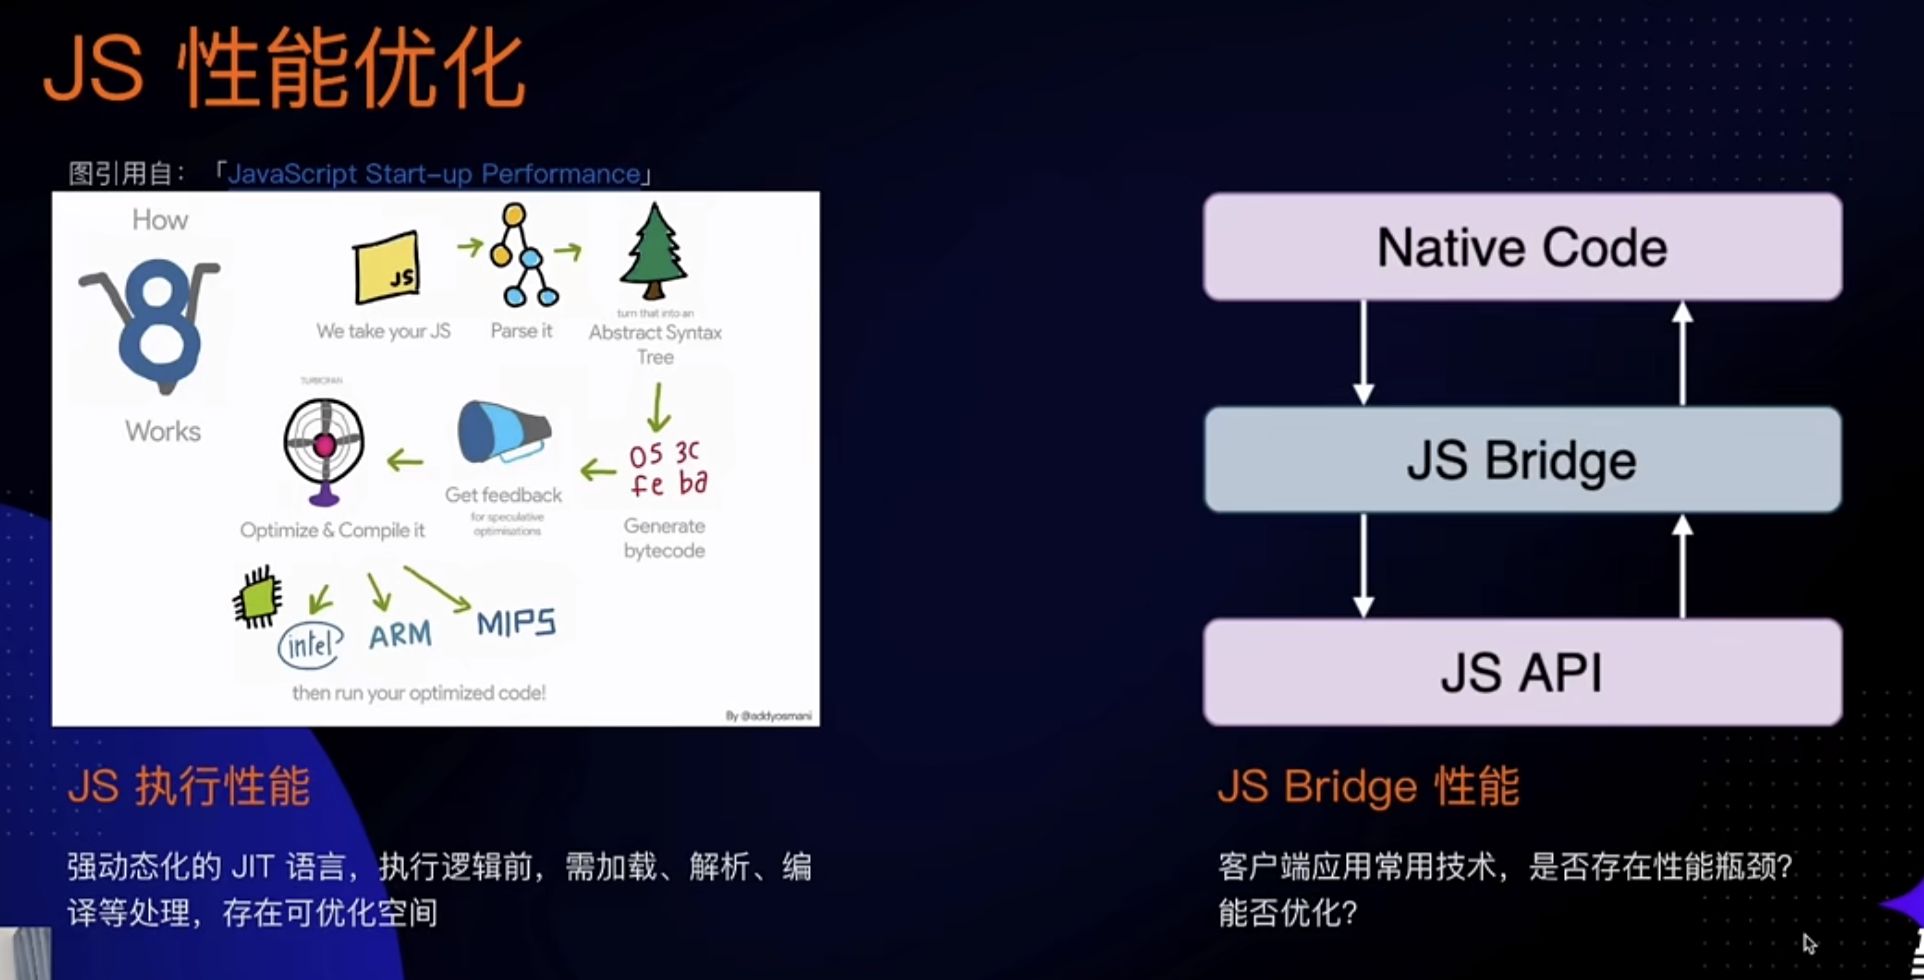 JS 性能优化
图引用自：「JavaScript Start-up Performance」
How
Works
JS
We take your JS
Parse it
turn that into an
Abstract Syntax
Tree
05 3C
fe ba
Generate
bytecode
Get feedback
for speculative
optimisations
TURBOFAN
Optimize & Compile it
intel
ARM
MIPS
then run your optimized code!
By @addyosmani
JS 执行性能
强动态化的 JIT 语言，执行逻辑前，需加载、解析、编
译等处理，存在可优化空间
Native Code
JS Bridge
JS API
JS Bridge 性能
客户端应用常用技术，是否存在性能瓶颈？
能否优化？